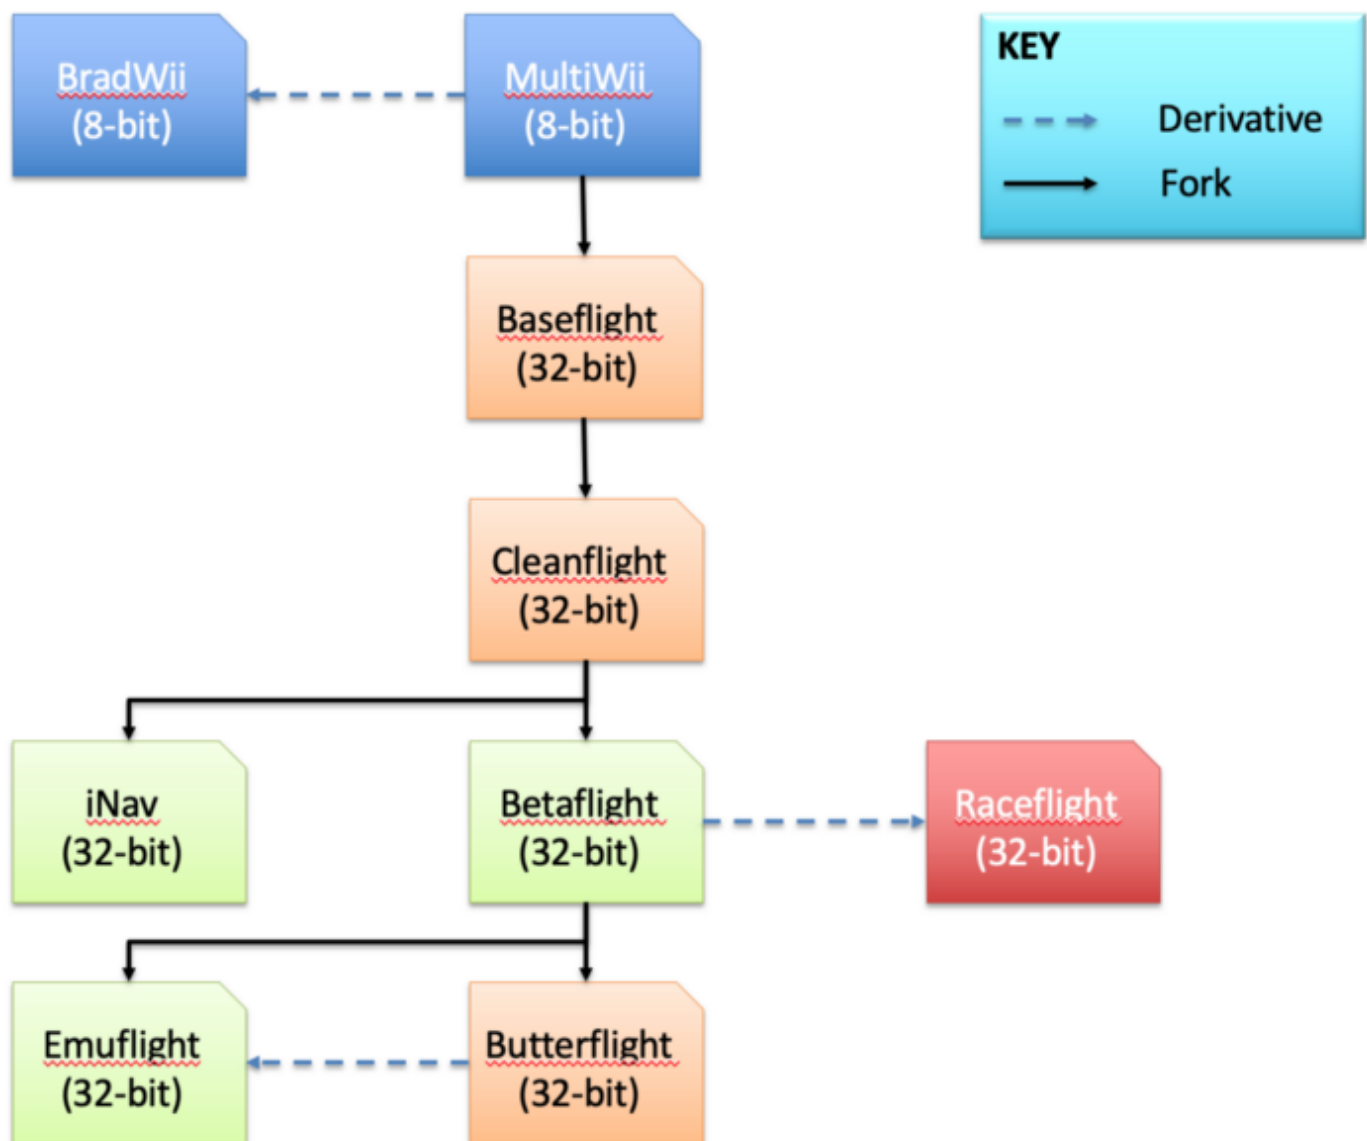 BradWii
(8-bit)
MultiWii
(8-bit)
KEY
Derivative
Fork
Baseflight
(32-bit)
Cleanflight
(32-bit)
iNav
(32-bit)
Betaflight
(32-bit)
Raceflight
(32-bit)
Emuflight
(32-bit)
Butterflight
(32-bit)